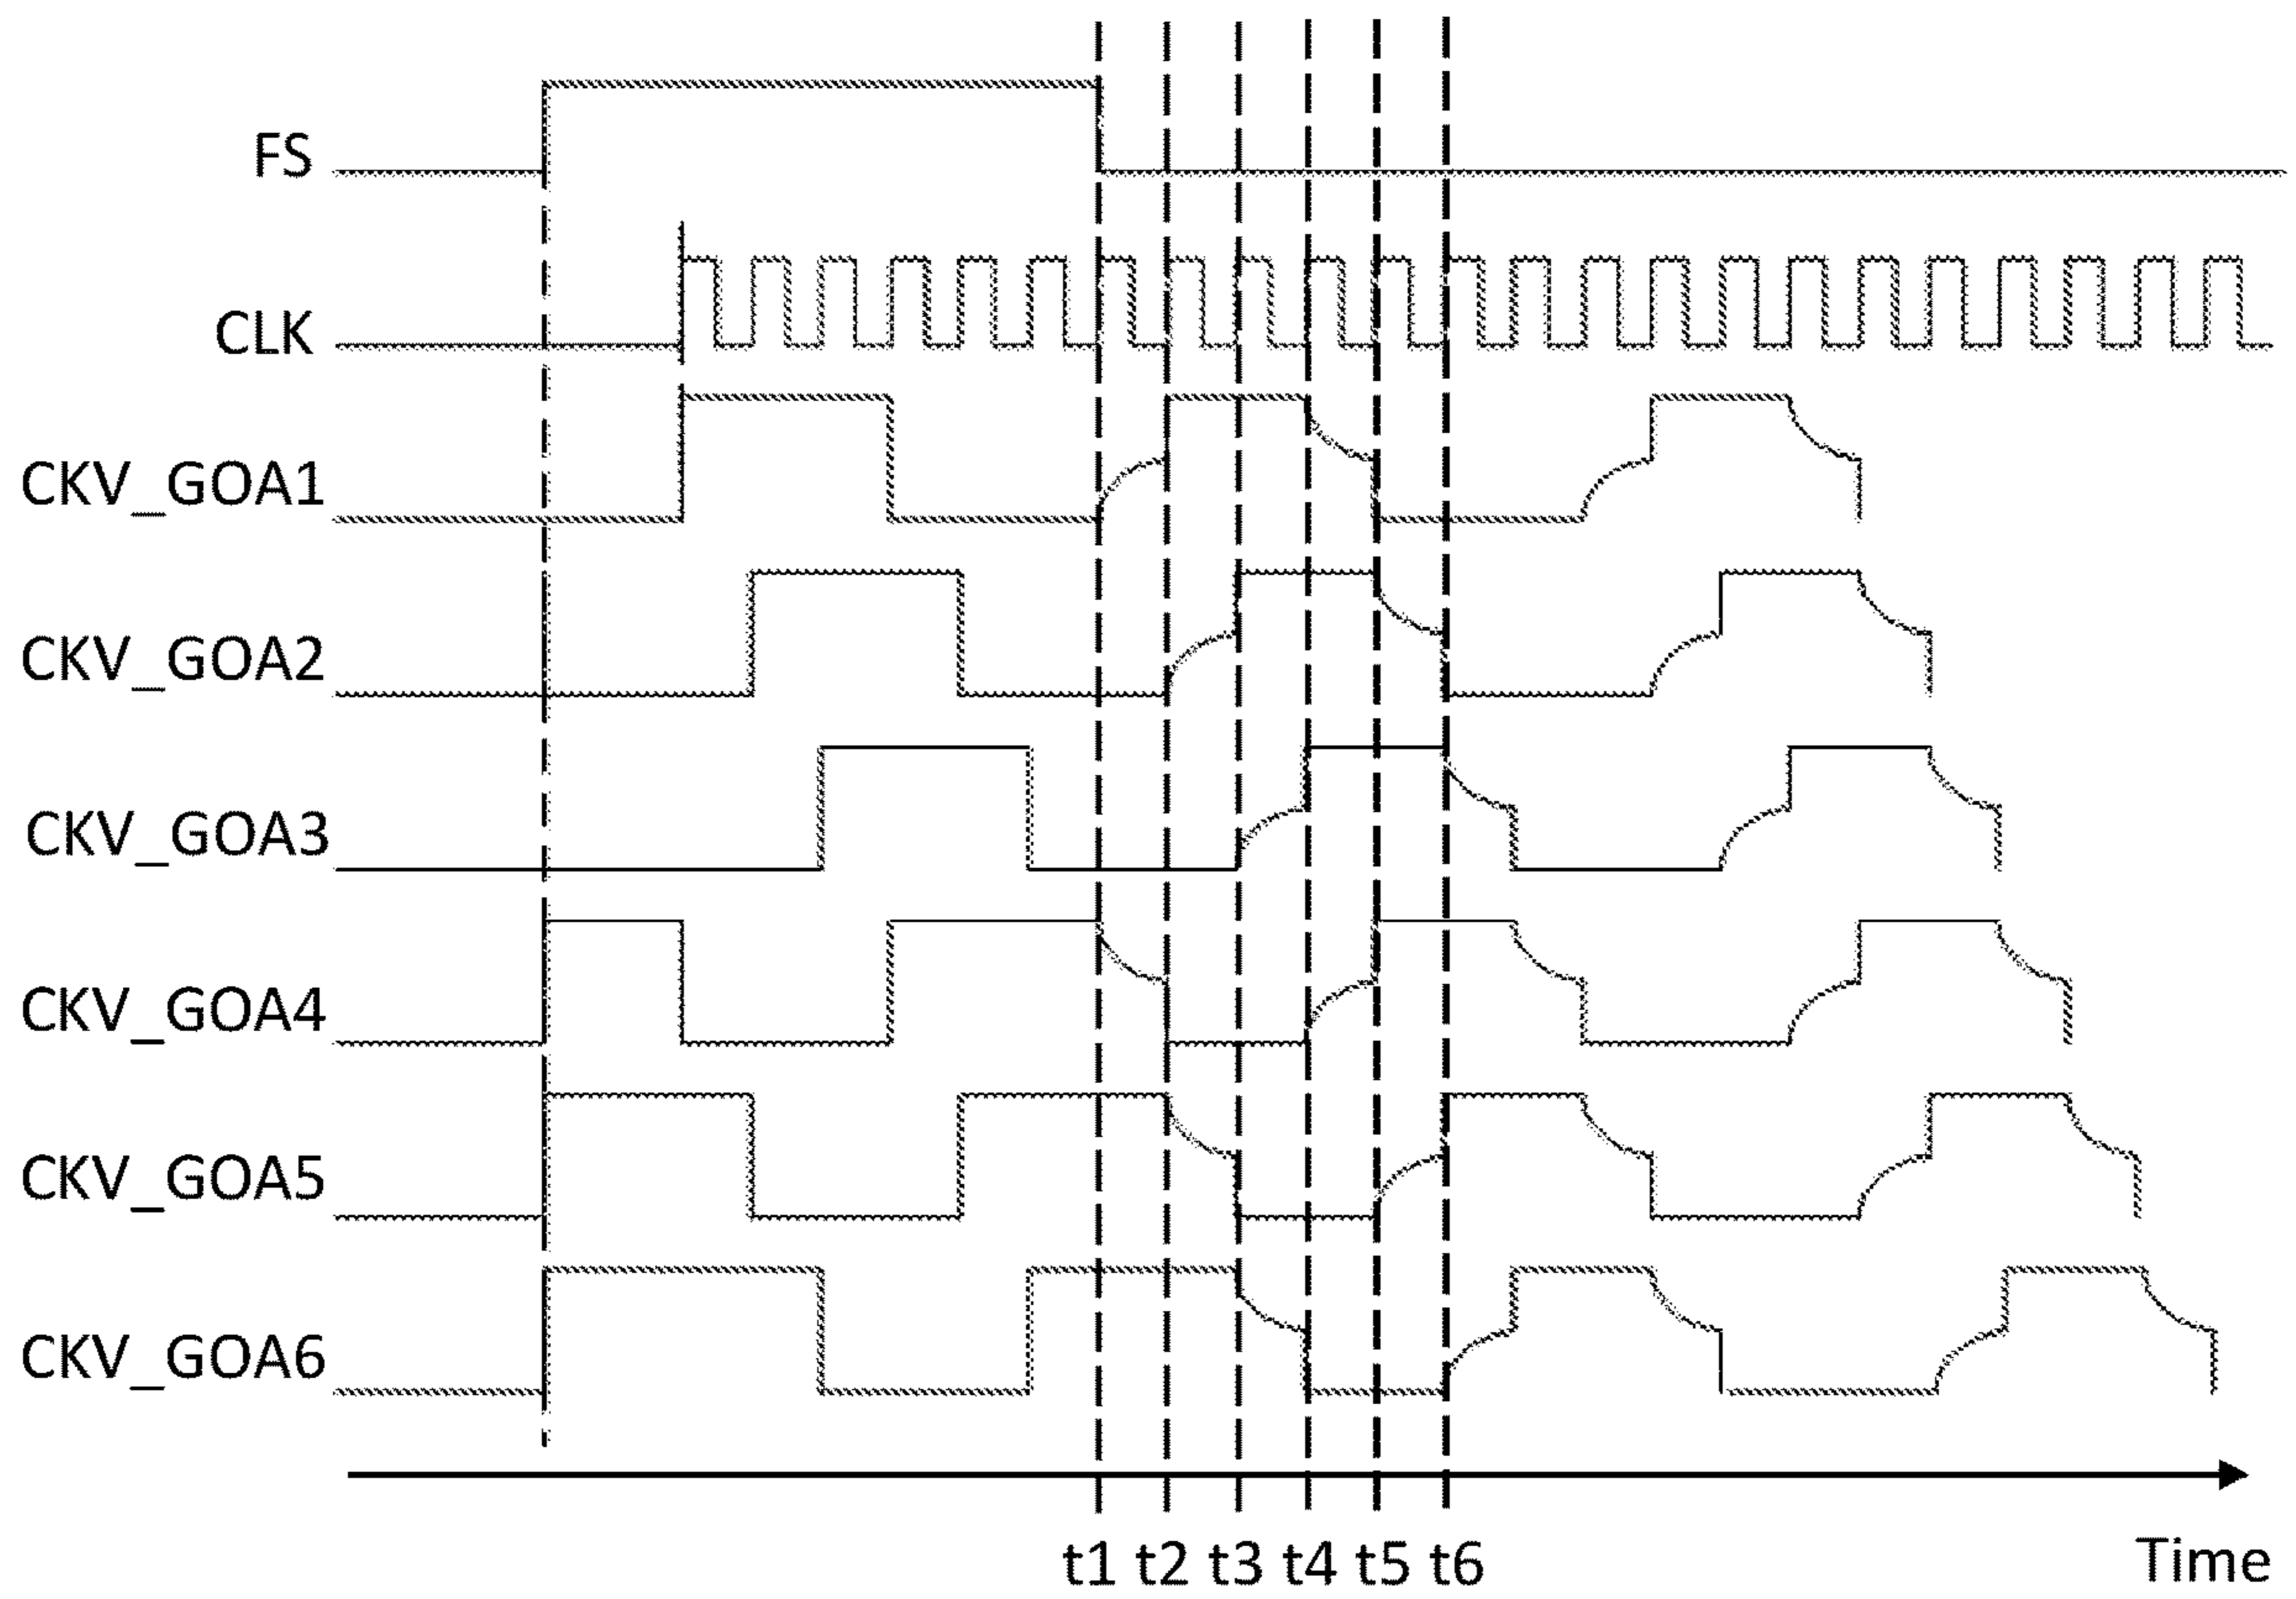 FS
CLK
CKV_GOA1
CKV_GOA2
CKV_GOA3
CKV_GOA4
CKV_GOA5
CKV_GOA6
t1 t2 t3 t4 t5 t6
Time